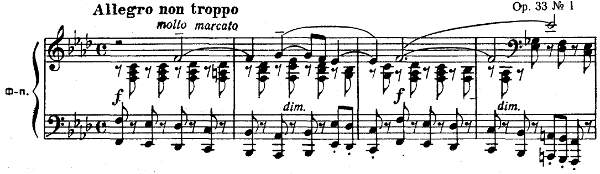 Allegro non troppo
Op. 33 № 1
molto marcato
Ф-п.
f
dim.
f
dim.